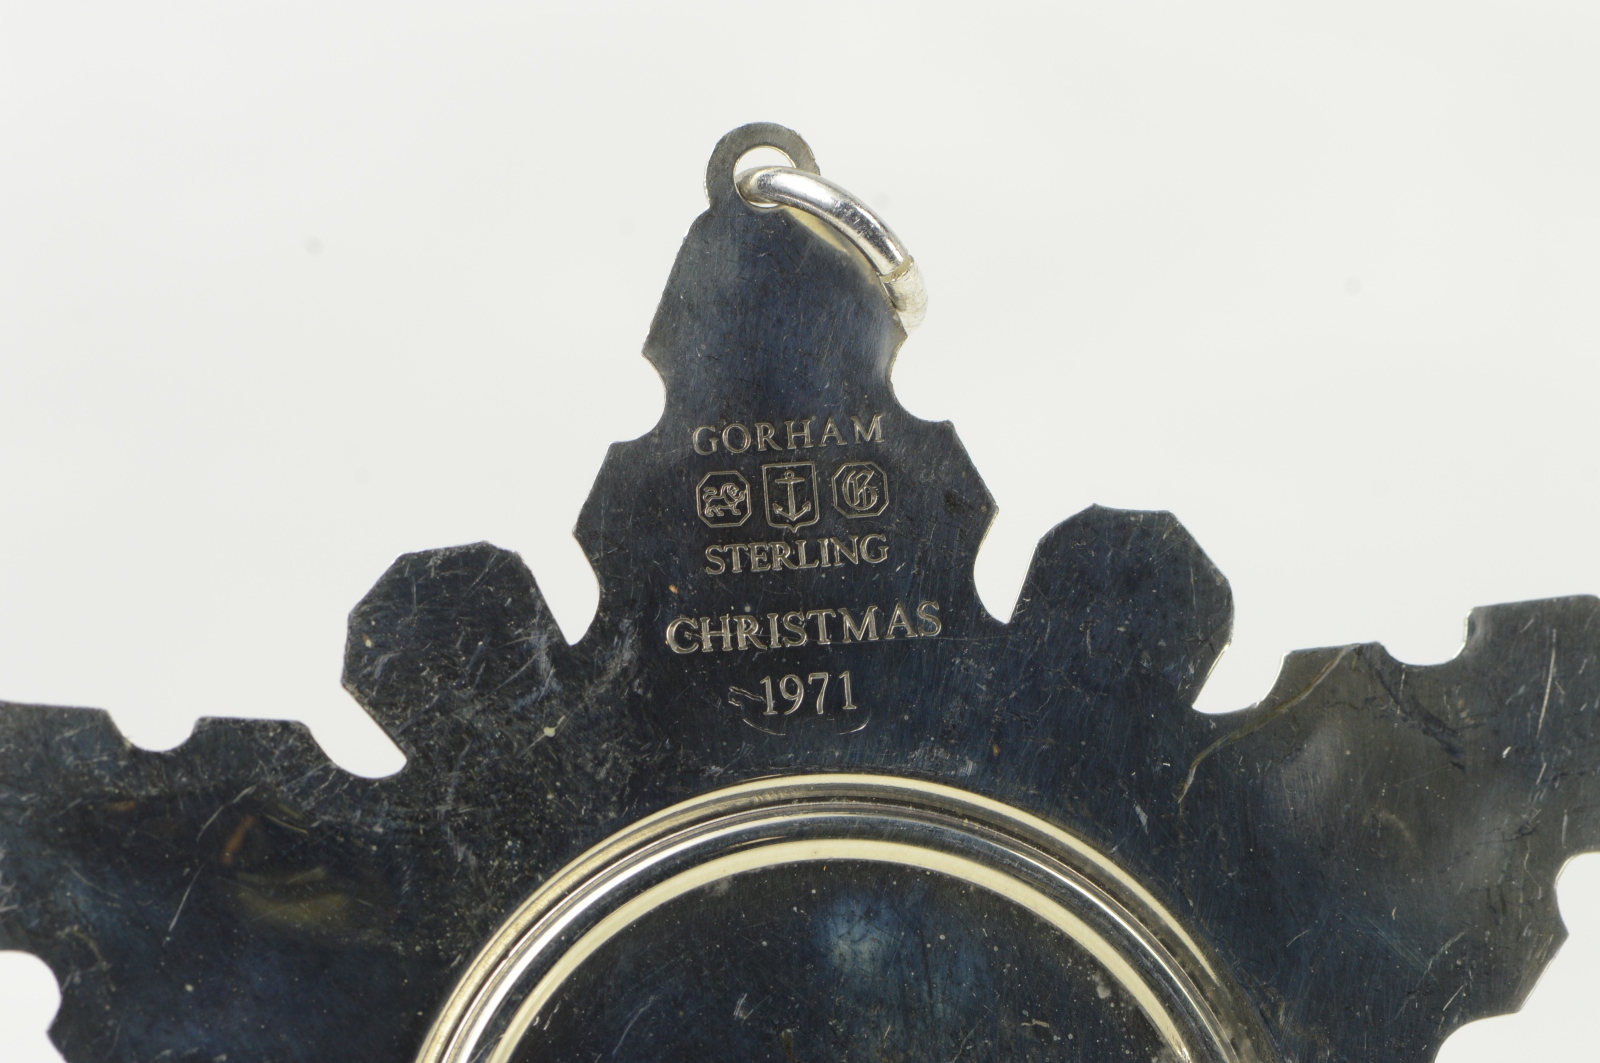 GORHAM
G
STERLING
CHRISTMAS
1971